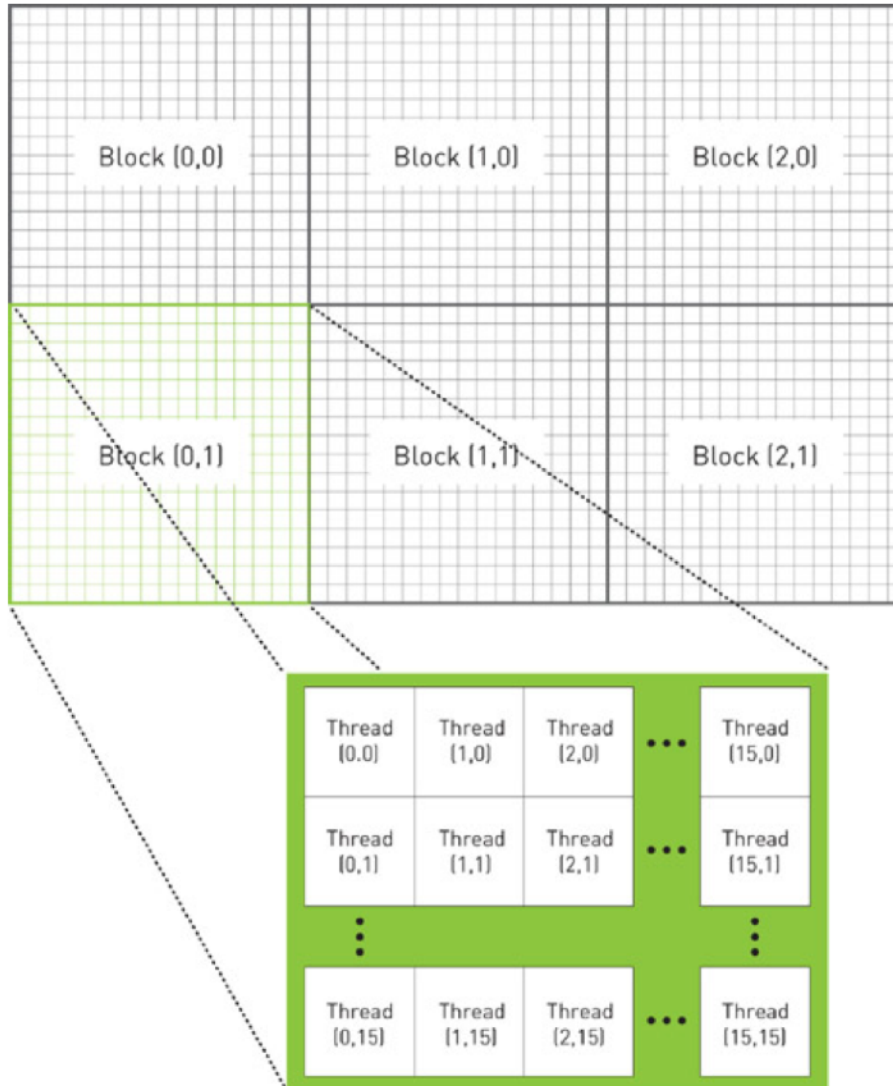 Block (0,0)
Block (1,0)
Block (2,0)
Block (0,1)
Block (1,1)
Block (2,1)
Thread
(0.0)
Thread
(1,0)
Thread
(2,0)
Thread
(15,0)
Thread
(0,1)
Thread
(1,1)
Thread
(2,1)
Thread
(15,1)
Thread
(0,15)
Thread
(1,15)
Thread
(2,15)
Thread
(15,15)